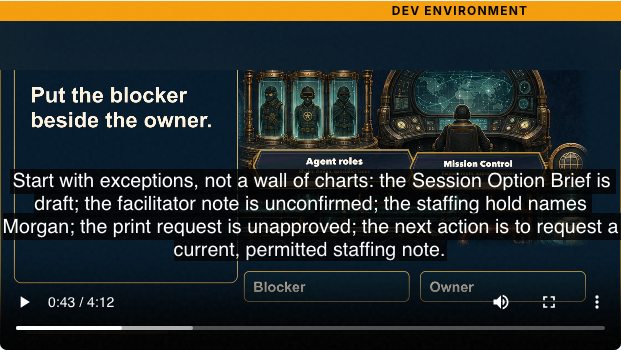 DEV ENVIRONMENT
Put the blocker
beside the owner.
Agent roles
Mission Control
Start with exceptions, not a wall of charts: the Session Option Brief is
draft; the facilitator note is unconfirmed; the staffing hold names
Morgan; the print request is unapproved; the next action is to request a
current, permitted staffing note.
Blocker
Owner
0:43 / 4:12